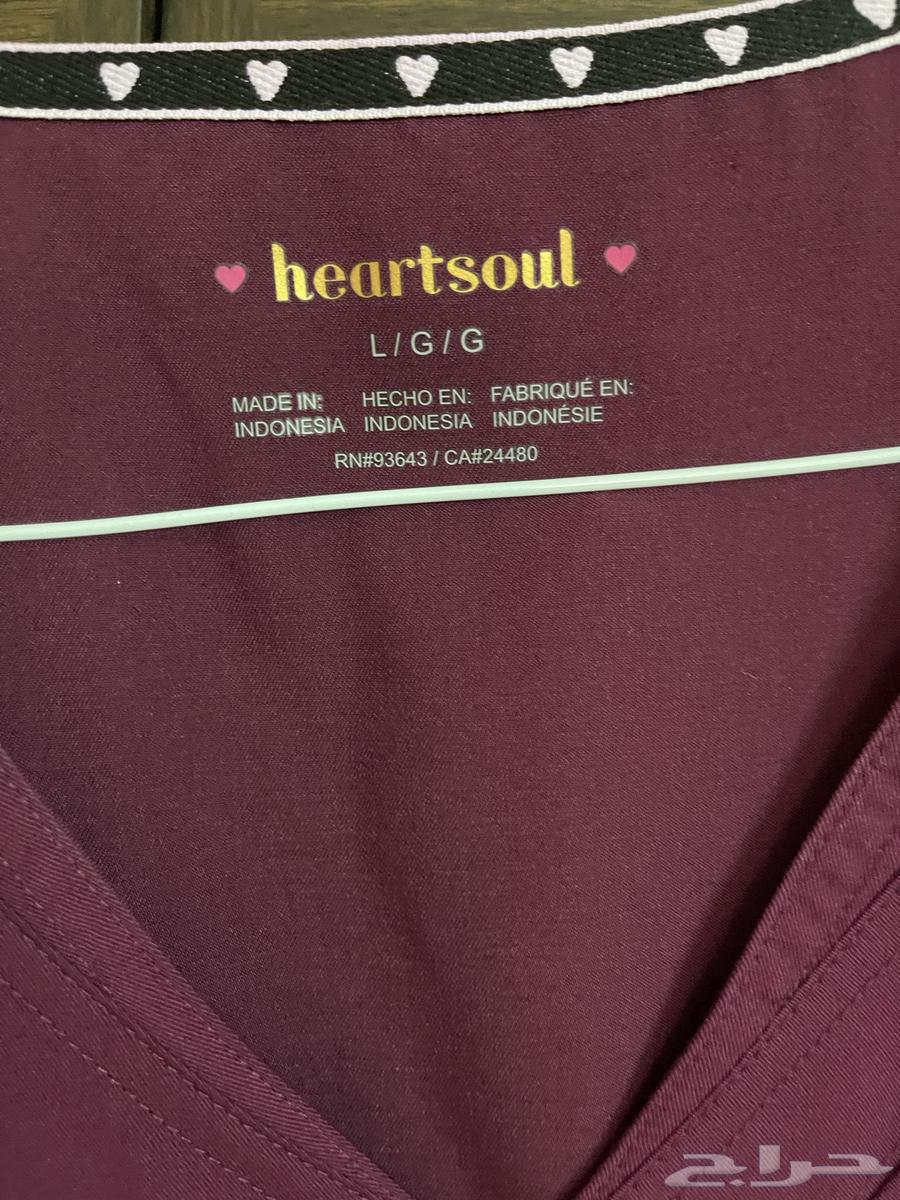 heartsoul
L / G / G
MADE IN: HECHO EN: FABRIQUÉ EN:
INDONESIA INDONESIA INDONÉSIE
RN#93643 / CA#24480
حراج